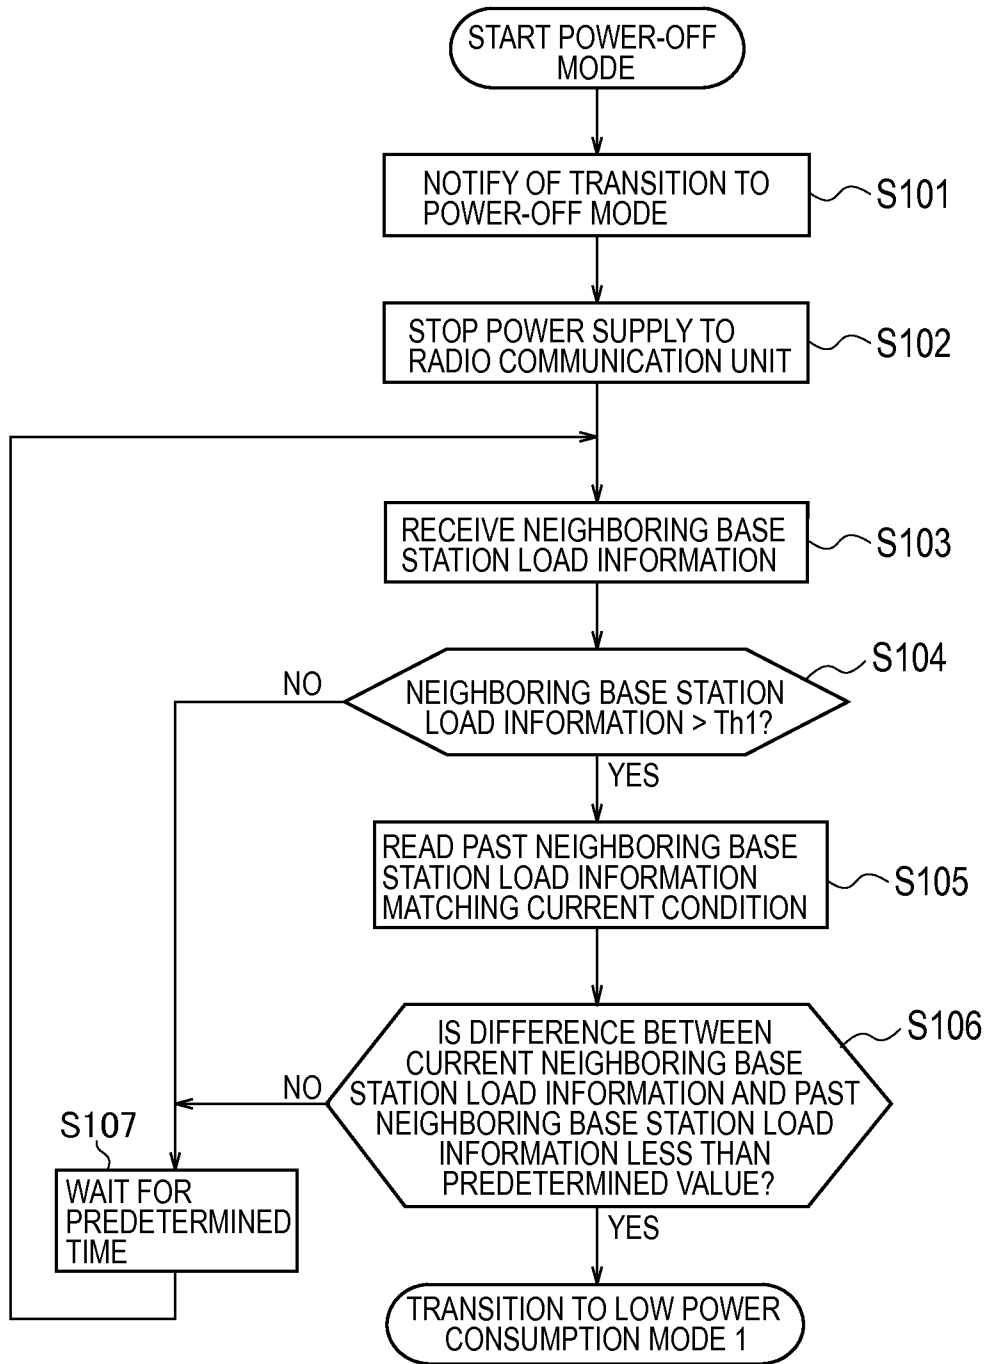 START POWER-OFF
MODE
NOTIFY OF TRANSITION TO
POWER-OFF MODE
S101
STOP POWER SUPPLY TO
RADIO COMMUNICATION UNIT
S102
RECEIVE NEIGHBORING BASE
STATION LOAD INFORMATION
S103
NEIGHBORING BASE STATION
LOAD INFORMATION > Th1?
S104
NO
YES
READ PAST NEIGHBORING BASE
STATION LOAD INFORMATION
MATCHING CURRENT CONDITION
S105
IS DIFFERENCE BETWEEN
CURRENT NEIGHBORING BASE
STATION LOAD INFORMATION AND PAST
NEIGHBORING BASE STATION LOAD
INFORMATION LESS THAN
PREDETERMINED VALUE?
S106
NO
YES
S107
WAIT FOR
PREDETERMINED
TIME
TRANSITION TO LOW POWER
CONSUMPTION MODE 1